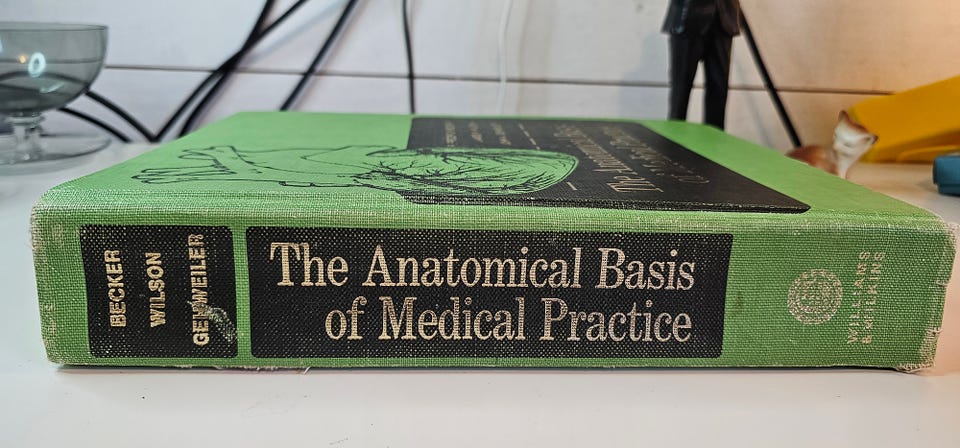 BECKER
WILSON
GEHWEILER
The Anatomical Basis
of Medical Practice
WILLIAMS
& WILKINS